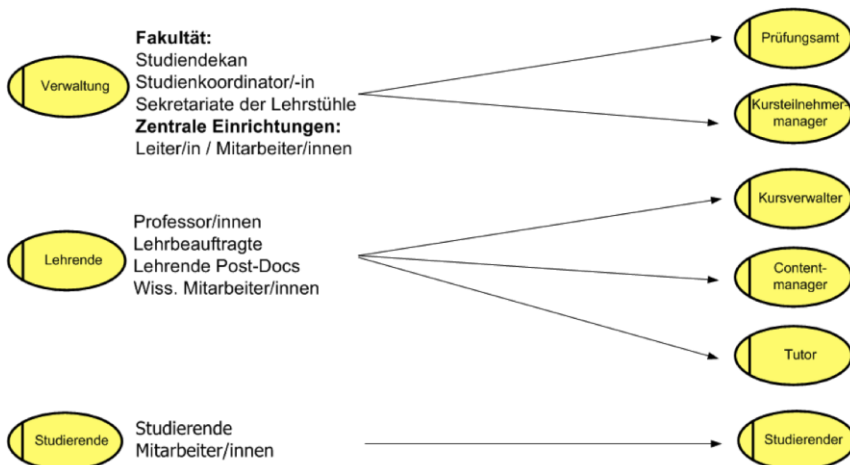 Verwaltung
Fakultät:
Studiendekan
Studienkoordinator/-in
Sekretariate der Lehrstühle
Zentrale Einrichtungen:
Leiter/in / Mitarbeiter/innen
Prüfungsamt
Kursteilnehmer-
manager
Lehrende
Professor/innen
Lehrbeauftragte
Lehrende Post-Docs
Wiss. Mitarbeiter/innen
Kursverwalter
Content-
manager
Tutor
Studierende
Studierende
Mitarbeiter/innen
Studierender